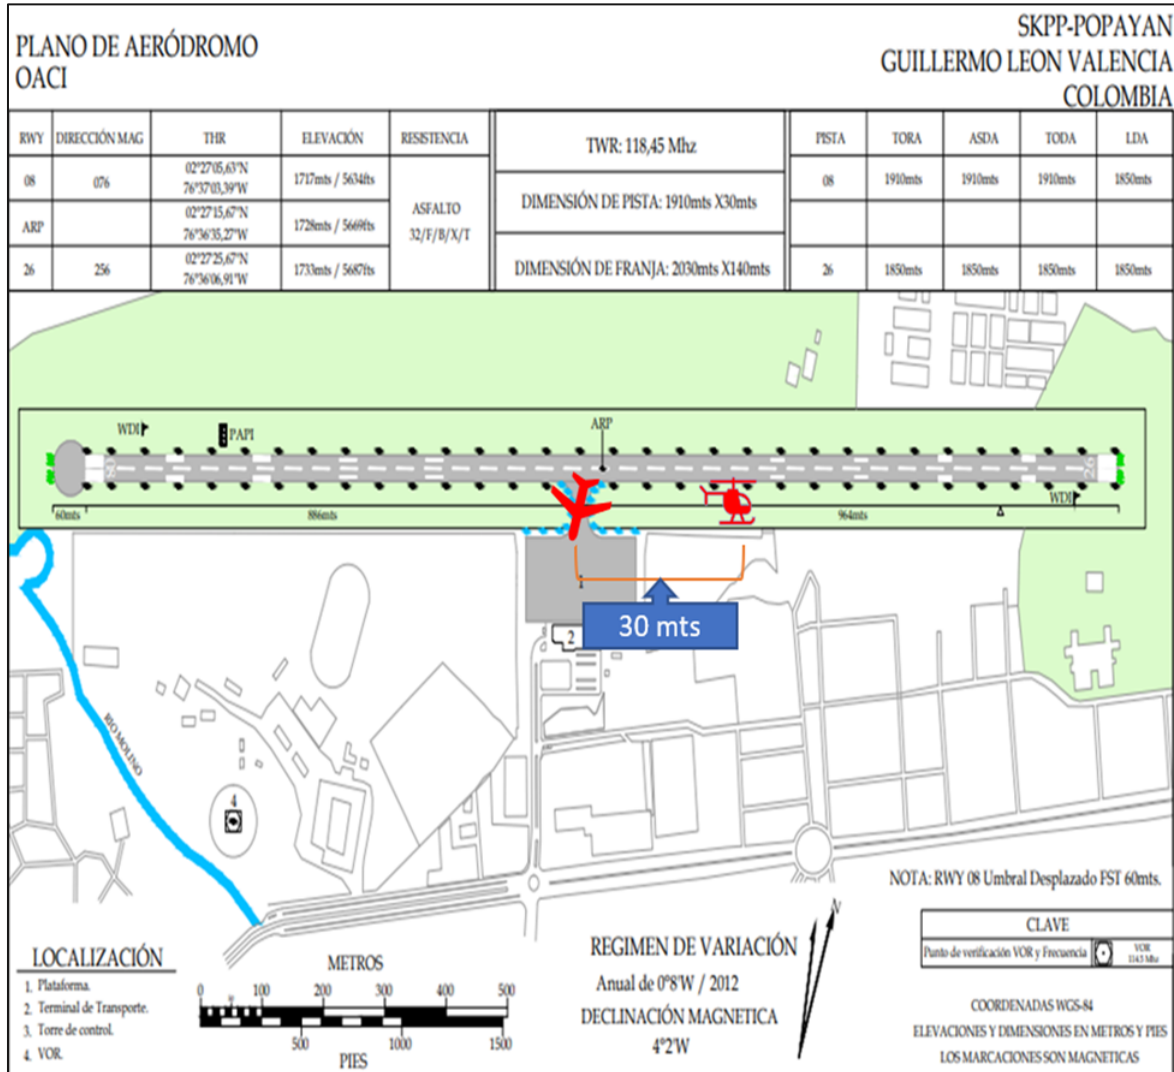 PLANO DE AERÓDROMO
OACI
SKPP-POPAYAN
GUILLERMO LEON VALENCIA
COLOMBIA
RWY DIRECCIÓN MAG THR ELEVACIÓN RESISTENCIA
08 076 02°27'05,63"N 76°37'03,39"W 1717mts / 5634fts
ARP 02°27'15,67"N 76°36'35,27"W 1728mts / 5669fts
26 256 02°27'25,67"N 76°36'06,91"W 1733mts / 5687fts
ASFALTO
32/F/B/X/T
TWR: 118,45 Mhz
DIMENSIÓN DE PISTA: 1910mts X30mts
DIMENSIÓN DE FRANJA: 2030mts X140mts
PISTA TORA ASDA TODA LDA
08 1910mts 1910mts 1910mts 1850mts
26 1850mts 1850mts 1850mts 1850mts
WDI
PAPI
ARP
WDI
60mts
886mts
964mts
1
30 mts
2
RIO MOLINO
4
NOTA: RWY 08 Umbral Desplazado FST 60mts.
N
CLAVE
Punto de verificación VOR y Frecuencia
VOR
114.5 Mhz
LOCALIZACIÓN
1. Plataforma.
2. Terminal de Transporte.
3. Torre de control.
4. VOR.
METROS
0 100 200 300 400 500
500 1000 1500
PIES
REGIMEN DE VARIACIÓN
Anual de 0°8'W / 2012
DECLINACIÓN MAGNETICA
4°2'W
COORDENADAS WGS-84
ELEVACIONES Y DIMENSIONES EN METROS Y PIES
LOS MARCACIONES SON MAGNETICAS